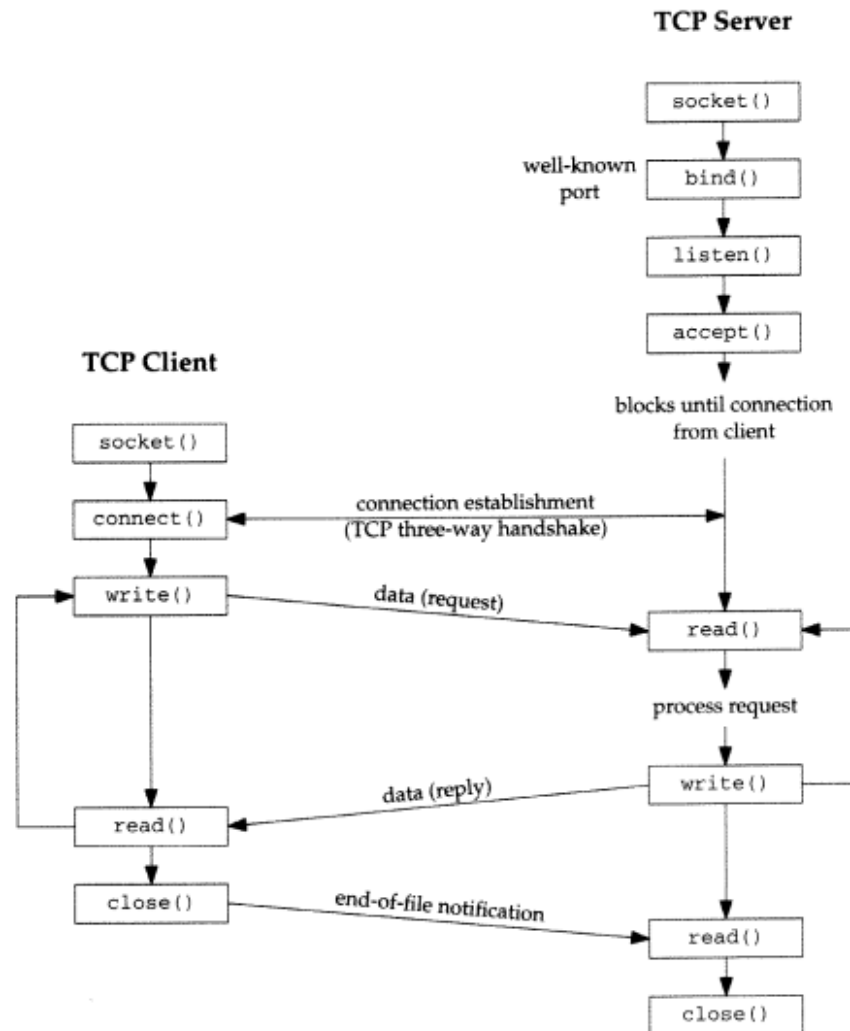 TCP Server
socket()
well-known
port
bind()
listen()
accept()
TCP Client
blocks until connection
from client
socket()
connection establishment
(TCP three-way handshake)
connect()
write()
data (request)
read()
process request
data (reply)
write()
read()
close()
end-of-file notification
read()
close()